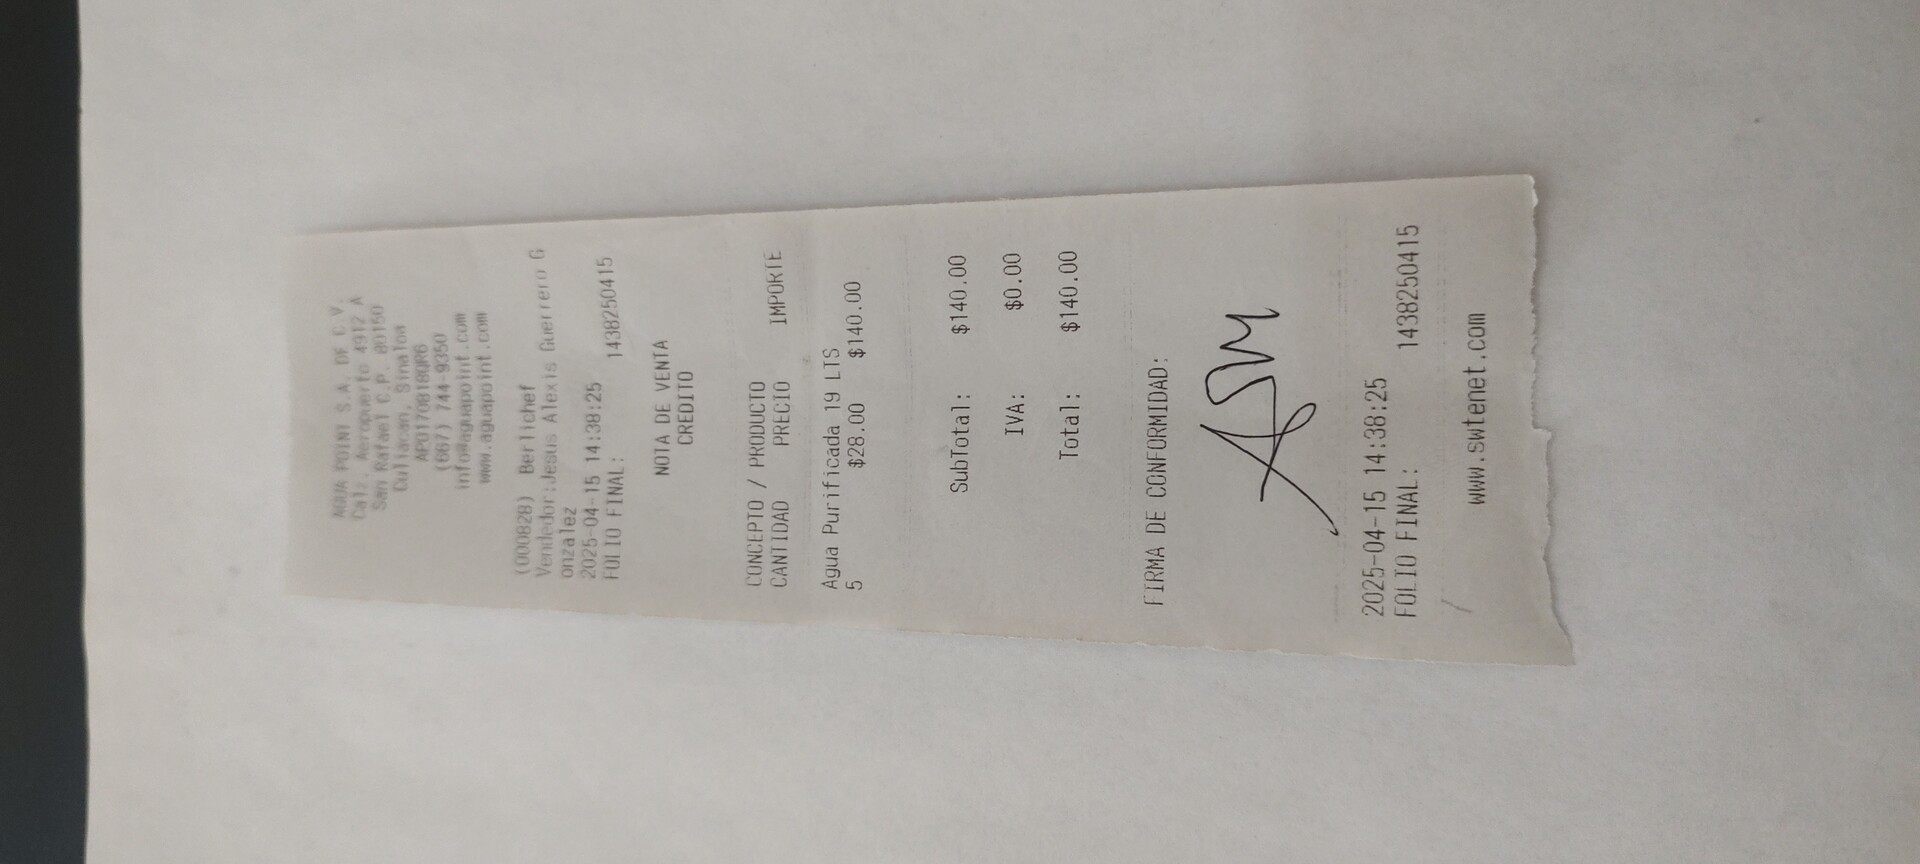 AGUA POINT S.A. DE C.V.
Calz. Aeropuerto 4912 A
San Rafael C.P. 80150
Culiacan, Sinaloa
APO170818QR6
(667) 744-9350
info@aguapoint.com
www.aguapoint.com
(000828) Berlichef
Vendedor:Jesus Alexis Guerrero G
onzalez
2025-04-15 14:38:25
FOLIO FINAL: 1438250415
NOTA DE VENTA
CREDITO
CONCEPTO / PRODUCTO
CANTIDAD PRECIO IMPORTE
Agua Purificada 19 LTS
5 $28.00 $140.00
SubTotal: $140.00
IVA: $0.00
Total: $140.00
FIRMA DE CONFORMIDAD:
2025-04-15 14:38:25
FOLIO FINAL: 1438250415
www.swtenet.com